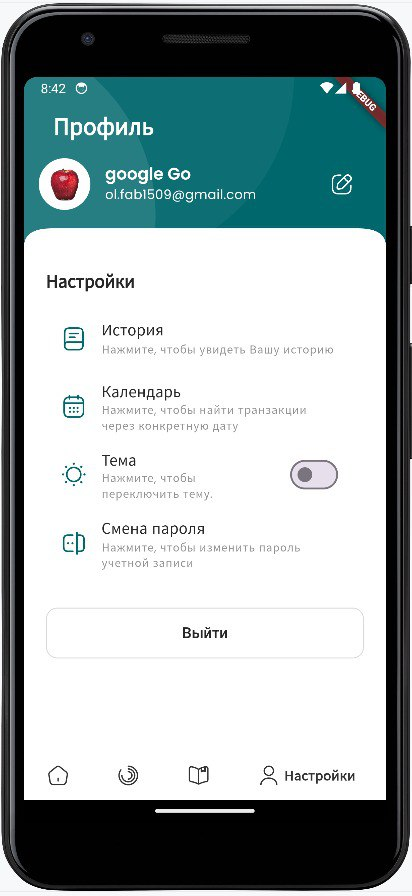 8:42
DEBUG
Профиль
google Go
ol.fab1509@gmail.com
Настройки
История
Нажмите, чтобы увидеть Вашу историю
Календарь
Нажмите, чтобы найти транзакции
через конкретную дату
Тема
Нажмите, чтобы
переключить тему.
Смена пароля
Нажмите, чтобы изменить пароль
учетной записи
Выйти
Настройки